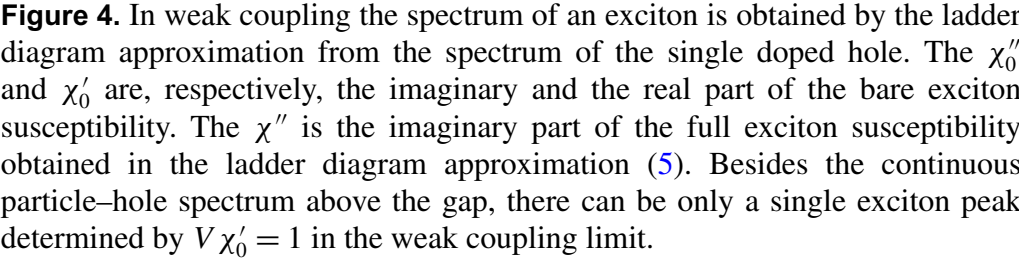 Figure 4. In weak coupling the spectrum of an exciton is obtained by the ladder
diagram approximation from the spectrum of the single doped hole. The χ₀″
and χ₀′ are, respectively, the imaginary and the real part of the bare exciton
susceptibility. The χ″ is the imaginary part of the full exciton susceptibility
obtained in the ladder diagram approximation (5). Besides the continuous
particle–hole spectrum above the gap, there can be only a single exciton peak
determined by Vχ₀′ = 1 in the weak coupling limit.